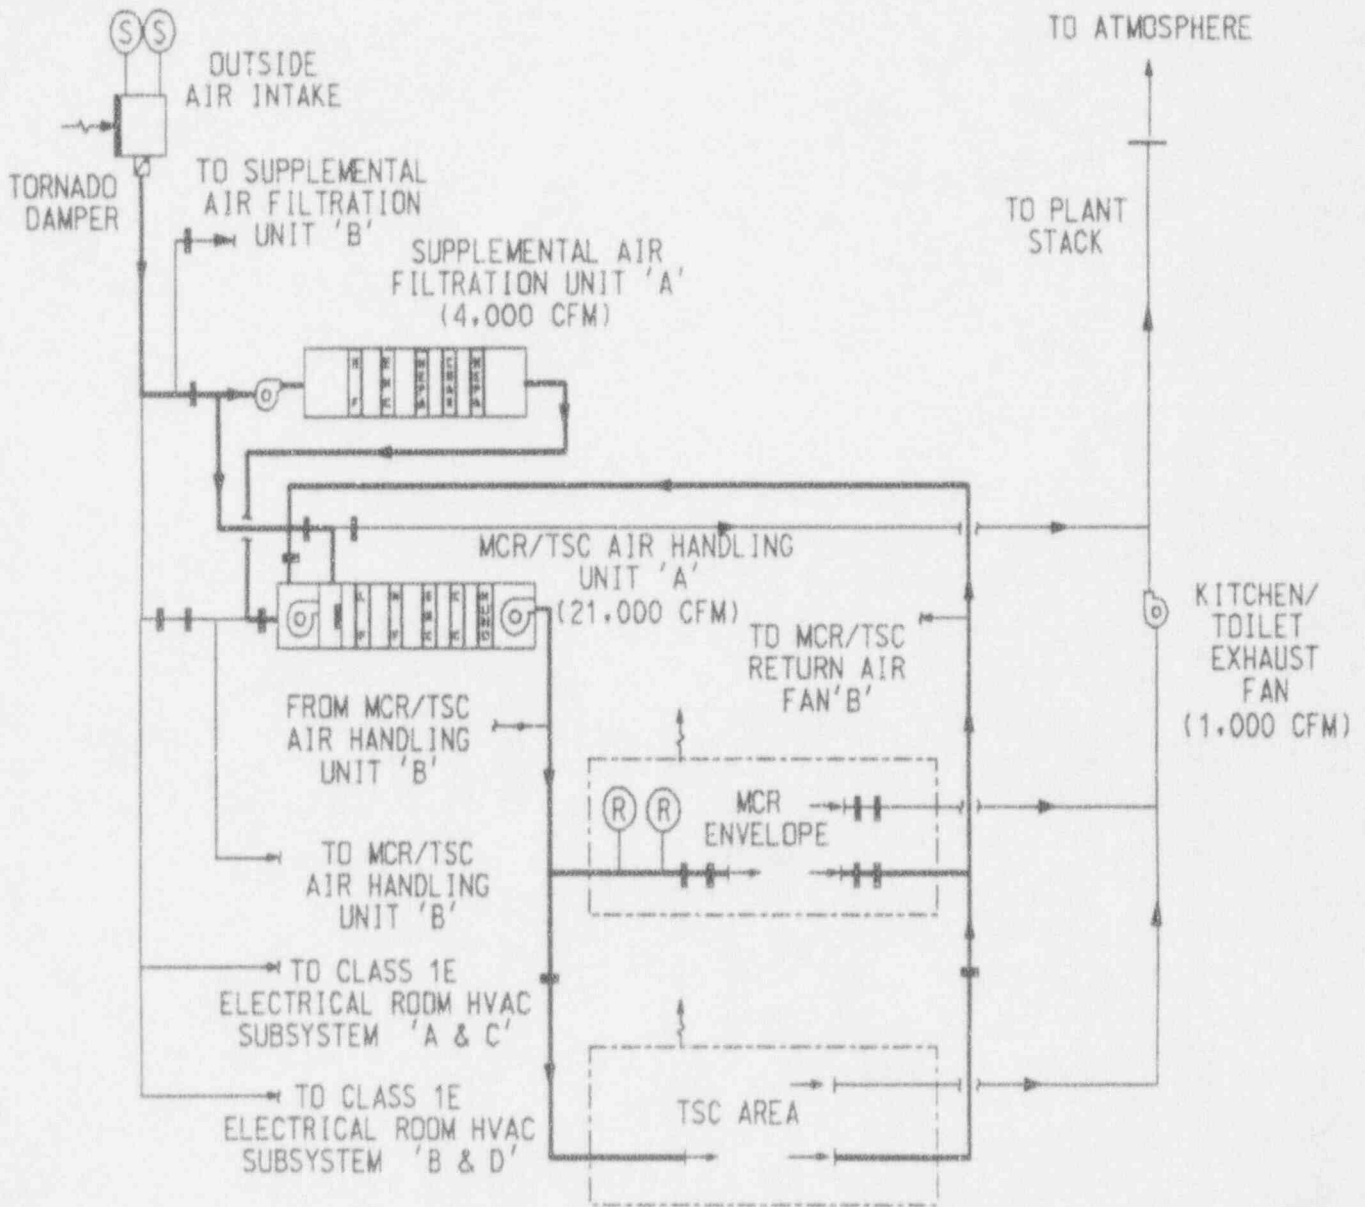 S S
TO ATMOSPHERE
OUTSIDE
AIR INTAKE
TORNADO
DAMPER
TO SUPPLEMENTAL
AIR FILTRATION
UNIT 'B'
TO PLANT
STACK
SUPPLEMENTAL AIR
FILTRATION UNIT 'A'
(4,000 CFM)
MCR/TSC AIR HANDLING
UNIT 'A'
(21,000 CFM)
KITCHEN/
TOILET
EXHAUST
FAN
(1,000 CFM)
TO MCR/TSC
RETURN AIR
FAN'B'
FROM MCR/TSC
AIR HANDLING
UNIT 'B'
R R
MCR
ENVELOPE
TO MCR/TSC
AIR HANDLING
UNIT 'B'
TO CLASS 1E
ELECTRICAL ROOM HVAC
SUBSYSTEM 'A & C'
TO CLASS 1E
ELECTRICAL ROOM HVAC
SUBSYSTEM 'B & D'
TSC AREA